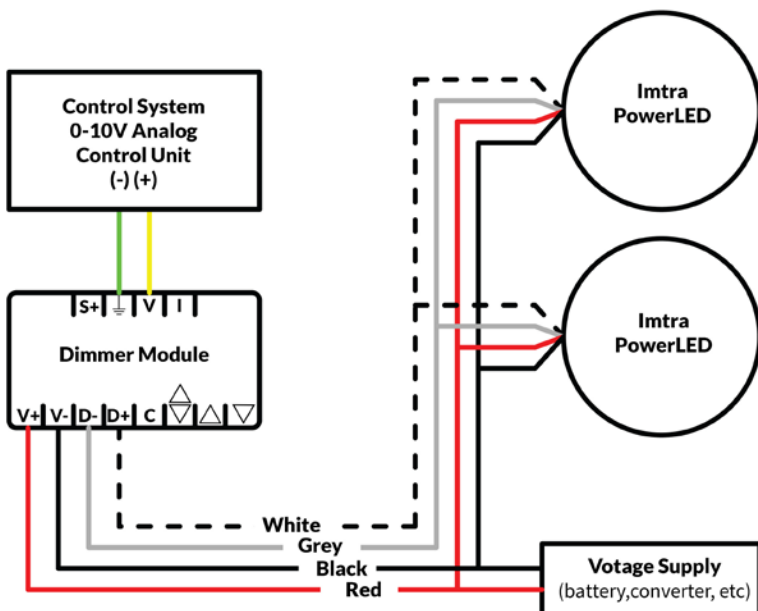 Control System
0-10V Analog
Control Unit
(-) (+)
Imtra
PowerLED
S+ V I
Dimmer Module
V+ V- D- D+ C
Imtra
PowerLED
White
Grey
Black
Red
Votage Supply
(battery,converter, etc)